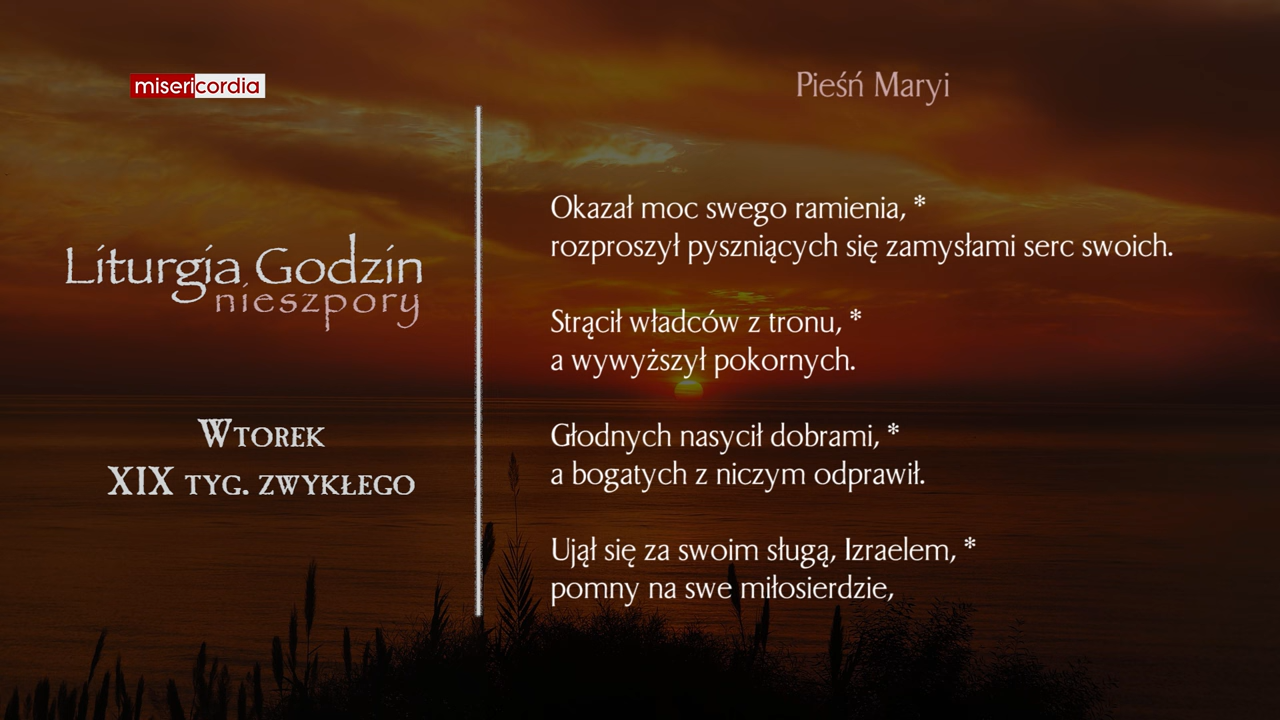 misericordia
Liturgia Godzin
nieszpory
Wtorek
XIX tyg. zwykłego
Pieśń Maryi
Okazał moc swego ramienia, *
rozproszył pyszniących się zamysłami serc swoich.
Strącił władców z tronu, *
a wywyższył pokornych.
Głodnych nasycił dobrami, *
a bogatych z niczym odprawił.
Ujął się za swoim sługą, Izraelem, *
pomny na swe miłosierdzie,